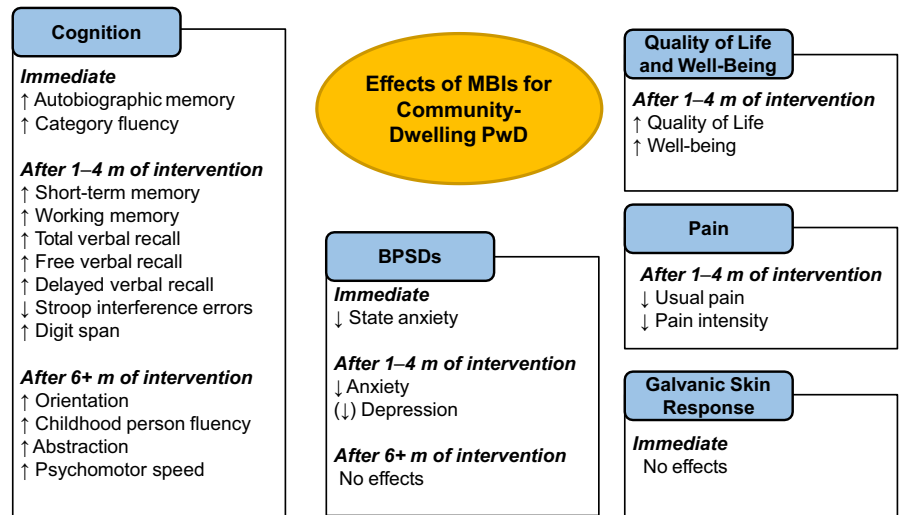 Cognition
Immediate
↑ Autobiographic memory
↑ Category fluency
After 1–4 m of intervention
↑ Short-term memory
↑ Working memory
↑ Total verbal recall
↑ Free verbal recall
↑ Delayed verbal recall
↓ Stroop interference errors
↑ Digit span
After 6+ m of intervention
↑ Orientation
↑ Childhood person fluency
↑ Abstraction
↑ Psychomotor speed
Effects of MBIs for
Community-
Dwelling PwD
BPSDs
Immediate
↓ State anxiety
After 1–4 m of intervention
↓ Anxiety
(↓) Depression
After 6+ m of intervention
No effects
Quality of Life
and Well-Being
After 1–4 m of intervention
↑ Quality of Life
↑ Well-being
Pain
After 1–4 m of intervention
↓ Usual pain
↓ Pain intensity
Galvanic Skin
Response
Immediate
No effects